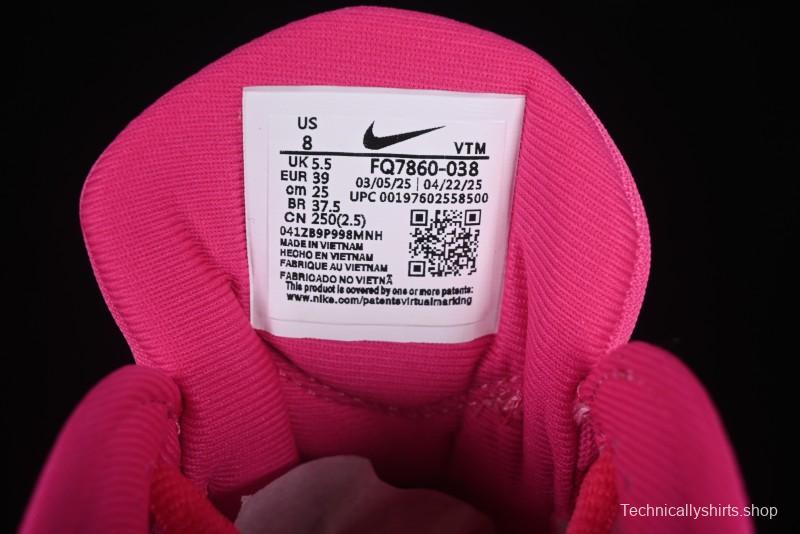 US
8
VTM
UK 5.5
EUR 39
cm 25
BR 37.5
CN 250(2.5)
FQ7860-038
03/05/25 | 04/22/25
UPC 00197602558500
041ZB9P998MNH
MADE IN VIETNAM
HECHO EN VIETNAM
FABRIQUE AU VIETNAM
FABRICADO NO VIETNÃ
This product is covered by one or more patents:
www.nike.com/patentsvirtualmarking
Technicallyshirts.shop